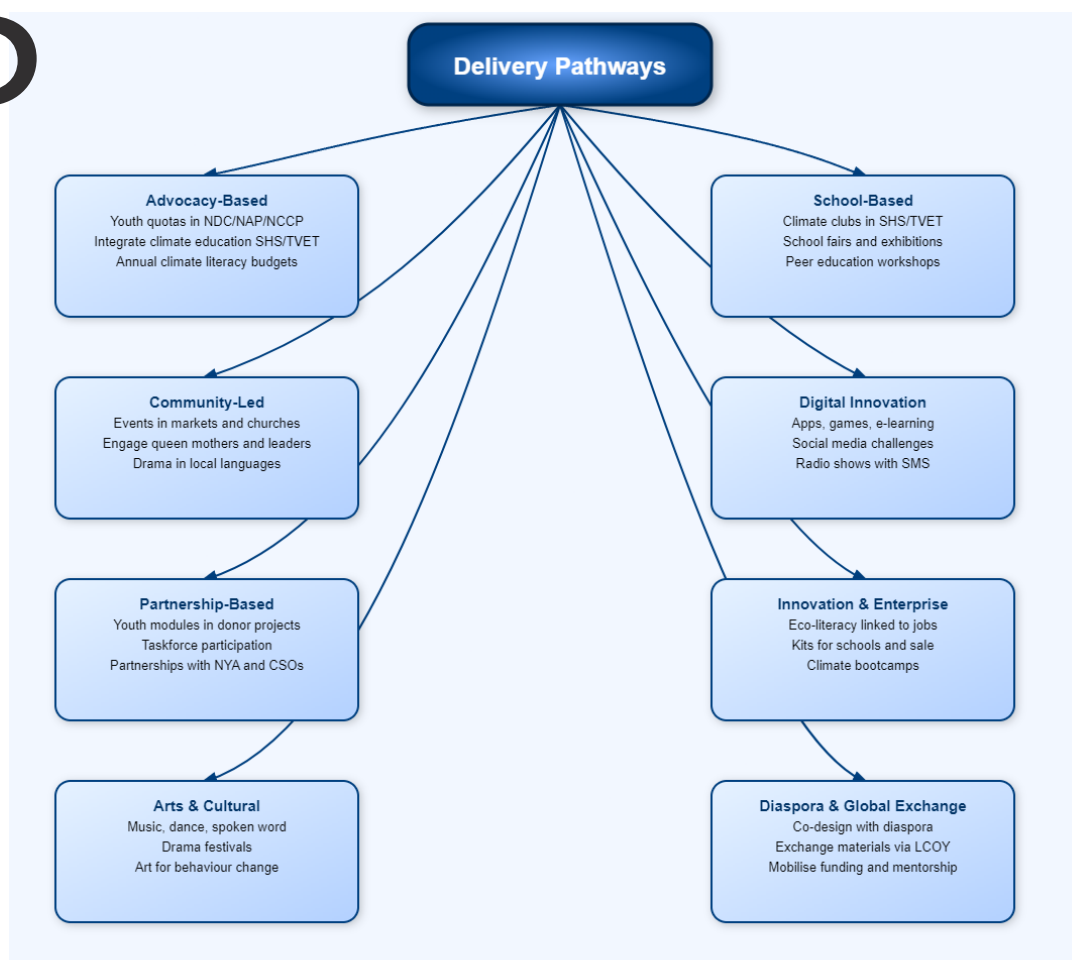 Delivery Pathways
Advocacy-Based
Youth quotas in NDC/NAP/NCCP
Integrate climate education SHS/TVET
Annual climate literacy budgets
School-Based
Climate clubs in SHS/TVET
School fairs and exhibitions
Peer education workshops
Community-Led
Events in markets and churches
Engage queen mothers and leaders
Drama in local languages
Digital Innovation
Apps, games, e-learning
Social media challenges
Radio shows with SMS
Partnership-Based
Youth modules in donor projects
Taskforce participation
Partnerships with NYA and CSOs
Innovation & Enterprise
Eco-literacy linked to jobs
Kits for schools and sale
Climate bootcamps
Arts & Cultural
Music, dance, spoken word
Drama festivals
Art for behaviour change
Diaspora & Global Exchange
Co-design with diaspora
Exchange materials via LCOY
Mobilise funding and mentorship